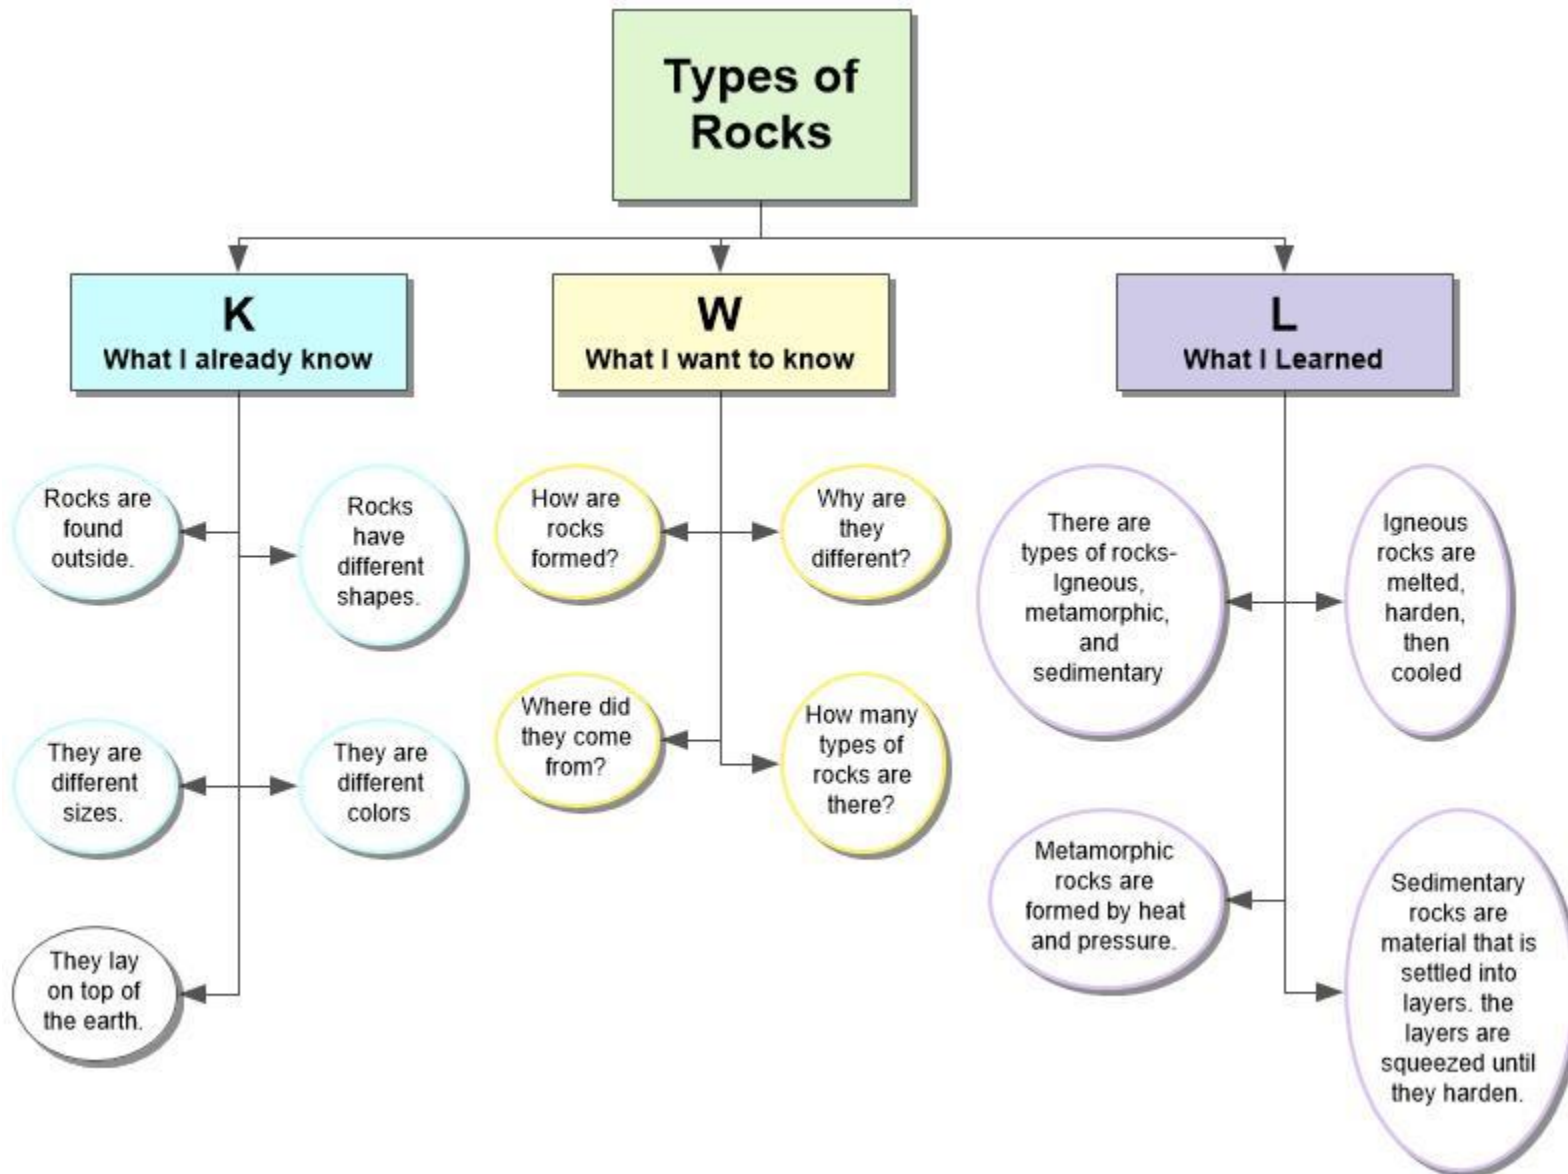 Types of
Rocks
K
What I already know
Rocks are
found
outside.
Rocks
have
different
shapes.
They are
different
sizes.
They are
different
colors
They lay
on top of
the earth.
W
What I want to know
How are
rocks
formed?
Why are
they
different?
Where did
they come
from?
How many
types of
rocks are
there?
L
What I Learned
There are
types of rocks-
Igneous,
metamorphic,
and
sedimentary
Igneous
rocks are
melted,
harden,
then
cooled
Metamorphic
rocks are
formed by heat
and pressure.
Sedimentary
rocks are
material that is
settled into
layers. the
layers are
squeezed until
they harden.